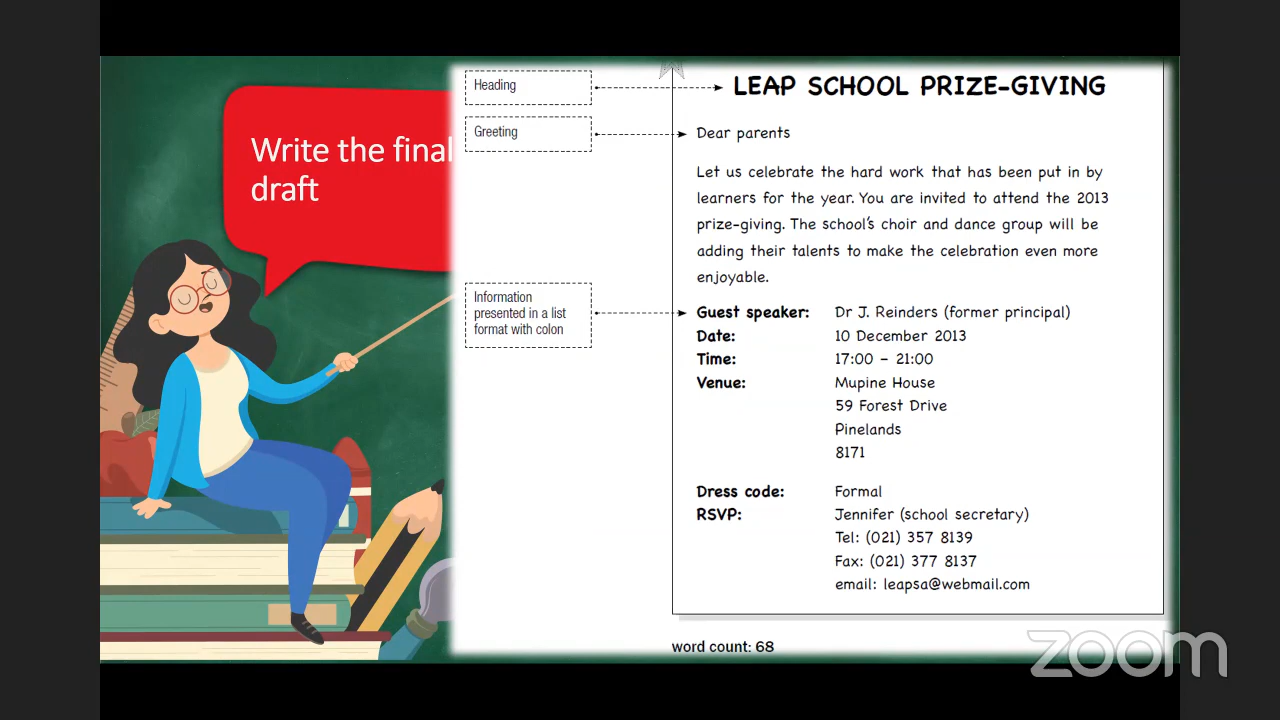 Write the final
draft
Heading
LEAP SCHOOL PRIZE-GIVING
Greeting
Dear parents
Let us celebrate the hard work that has been put in by
learners for the year. You are invited to attend the 2013
prize-giving. The school's choir and dance group will be
adding their talents to make the celebration even more
enjoyable.
Information
presented in a list
format with colon
Guest speaker: Dr J. Reinders (former principal)
Date: 10 December 2013
Time: 17:00 – 21:00
Venue: Mupine House
59 Forest Drive
Pinelands
8171
Dress code: Formal
RSVP: Jennifer (school secretary)
Tel: (021) 357 8139
Fax: (021) 377 8137
email: leapsa@webmail.com
word count: 68
zoom